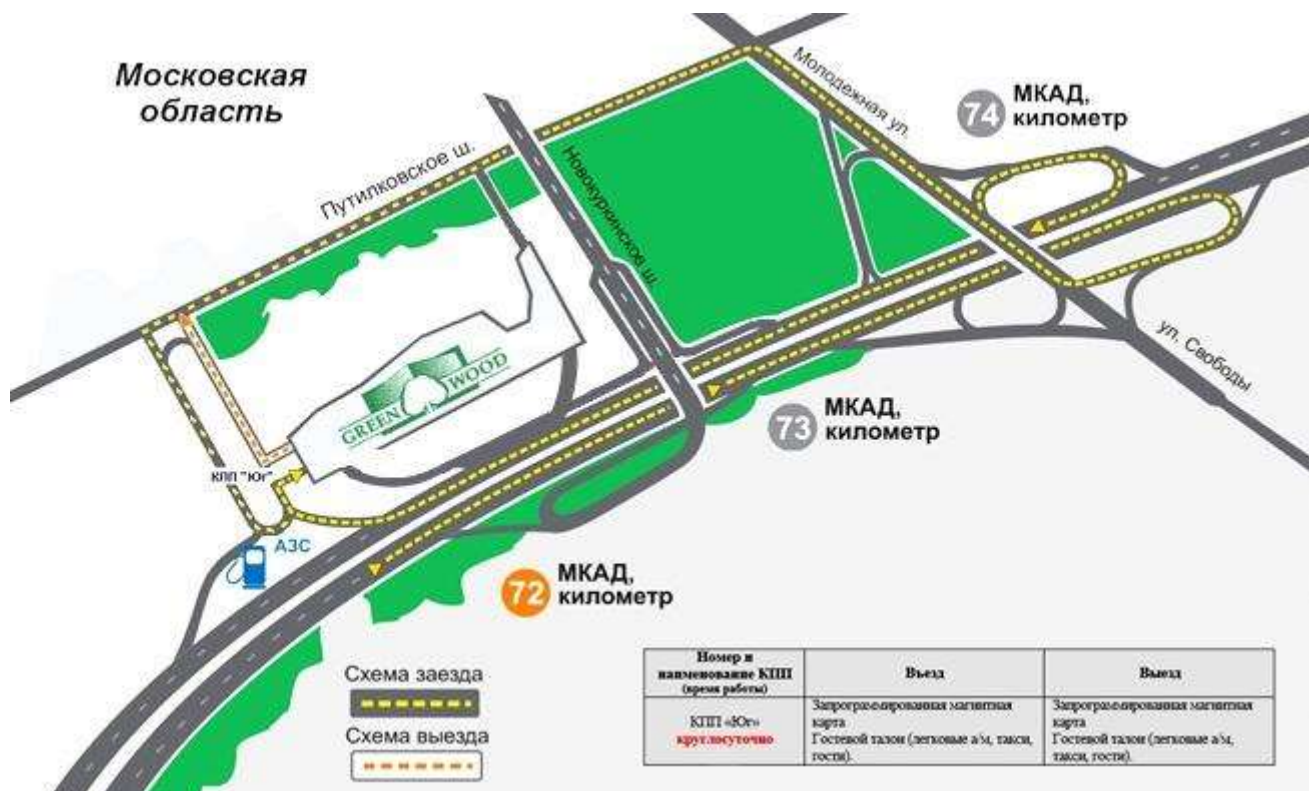 Московская
область
Путилковское ш.
Новокуркинское ш.
Молодежная ул.
74
МКАД,
километр
ул. Свободы
GREEN WOOD
73
МКАД,
километр
КПП "Юг"
АЗС
72
МКАД,
километр
Схема заезда
Схема выезда
Номер и
наименование КПП
(время работы)
Въезд
Выезд
КПП «Юг»
круглосуточно
Запрограммированная магнитная
карта
Гостевой талон (легковые а/м, такси,
гости).
Запрограммированная магнитная
карта
Гостевой талон (легковые а/м,
такси, гости).